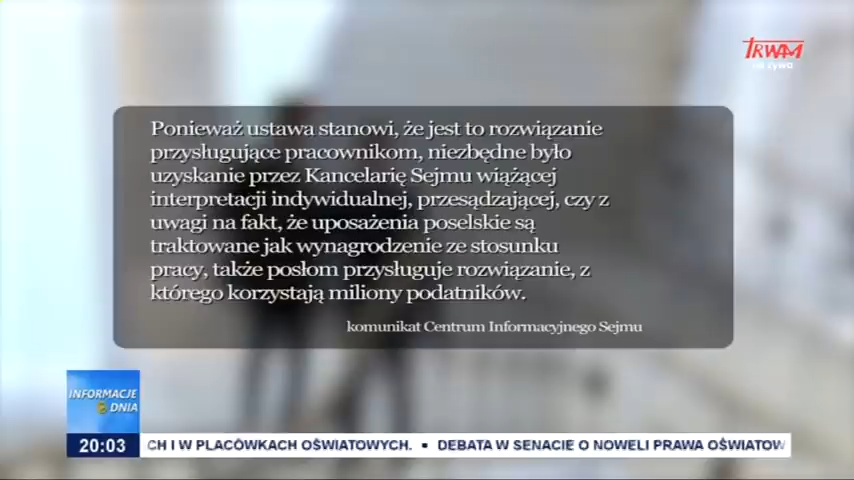 TRWAM
na żywo
Ponieważ ustawa stanowi, że jest to rozwiązanie
przysługujące pracownikom, niezbędne było
uzyskanie przez Kancelarię Sejmu wiążącej
interpretacji indywidualnej, przesądzającej, czy z
uwagi na fakt, że uposażenia poselskie są
traktowane jak wynagrodzenie ze stosunku
pracy, także posłom przysługuje rozwiązanie, z
którego korzystają miliony podatników.
komunikat Centrum Informacyjnego Sejmu
INFORMACJE
DNIA
20:03 CH I W PLACÓWKACH OŚWIATOWYCH. ▪ DEBATA W SENACIE O NOWELI PRAWA OŚWIATOW